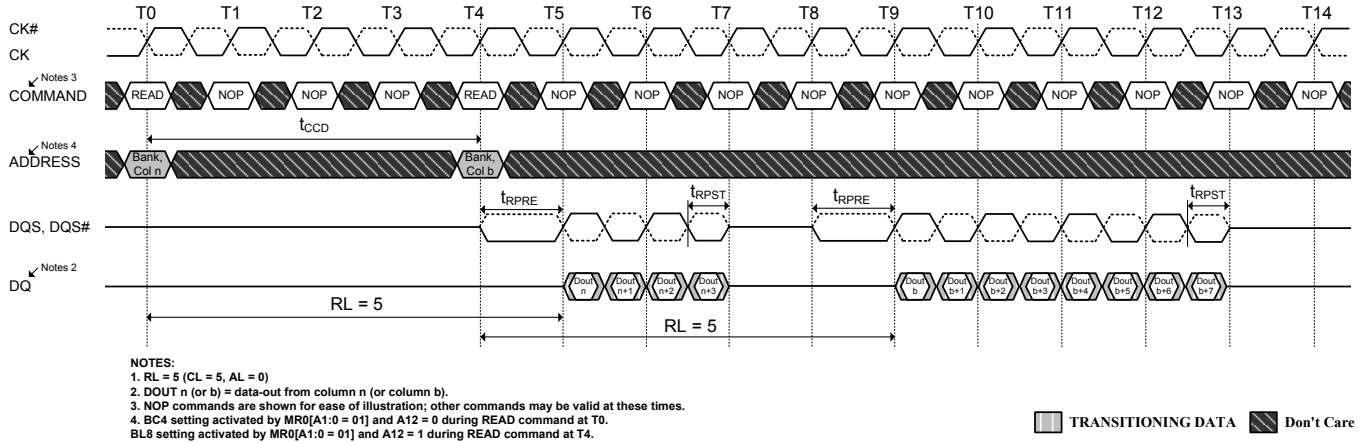 T0 T1 T2 T3 T4 T5 T6 T7 T8 T9 T10 T11 T12 T13 T14
CK#
CK
Notes 3
COMMAND
READ NOP NOP NOP READ NOP NOP NOP NOP NOP NOP NOP NOP NOP NOP
tCCD
Notes 4
ADDRESS
Bank, Col n
Bank, Col b
tRPRE tRPST tRPRE tRPST
DQS, DQS#
Notes 2
DQ
Dout n Dout n+1 Dout n+2 Dout n+3 Dout b Dout b+1 Dout b+2 Dout b+3 Dout b+4 Dout b+5 Dout b+6 Dout b+7
RL = 5
RL = 5
NOTES:
1. RL = 5 (CL = 5, AL = 0)
2. DOUT n (or b) = data-out from column n (or column b).
3. NOP commands are shown for ease of illustration; other commands may be valid at these times.
4. BC4 setting activated by MR0[A1:0 = 01] and A12 = 0 during READ command at T0.
BL8 setting activated by MR0[A1:0 = 01] and A12 = 1 during READ command at T4.
TRANSITIONING DATA Don't Care